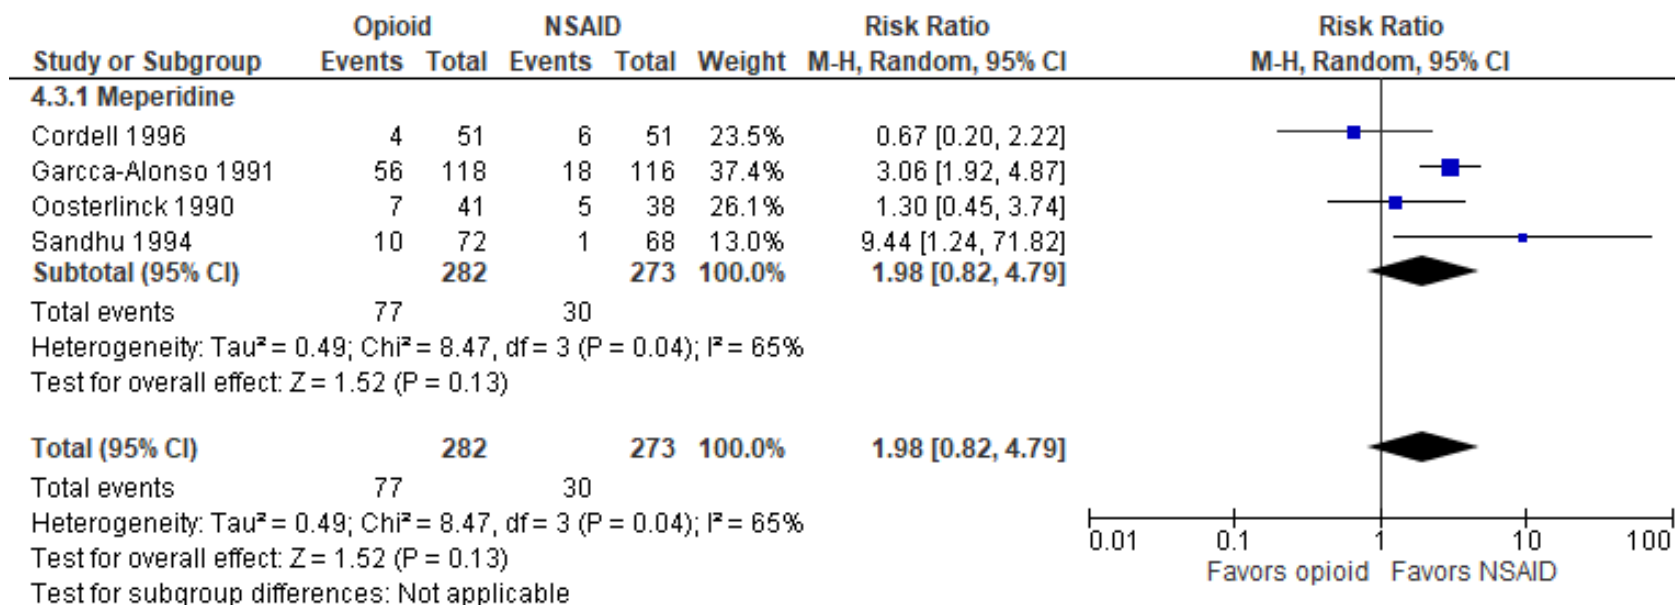 Opioid NSAID Risk Ratio Risk Ratio
Study or Subgroup Events Total Events Total Weight M-H, Random, 95% CI M-H, Random, 95% CI
4.3.1 Meperidine
Cordell 1996 4 51 6 51 23.5% 0.67 [0.20, 2.22]
Garcca-Alonso 1991 56 118 18 116 37.4% 3.06 [1.92, 4.87]
Oosterlinck 1990 7 41 5 38 26.1% 1.30 [0.45, 3.74]
Sandhu 1994 10 72 1 68 13.0% 9.44 [1.24, 71.82]
Subtotal (95% CI) 282 273 100.0% 1.98 [0.82, 4.79]
Total events 77 30
Heterogeneity: Tau² = 0.49; Chi² = 8.47, df = 3 (P = 0.04); I² = 65%
Test for overall effect: Z = 1.52 (P = 0.13)
Total (95% CI) 282 273 100.0% 1.98 [0.82, 4.79]
Total events 77 30
Heterogeneity: Tau² = 0.49; Chi² = 8.47, df = 3 (P = 0.04); I² = 65%
Test for overall effect: Z = 1.52 (P = 0.13)
Test for subgroup differences: Not applicable
0.01 0.1 1 10 100
Favors opioid Favors NSAID